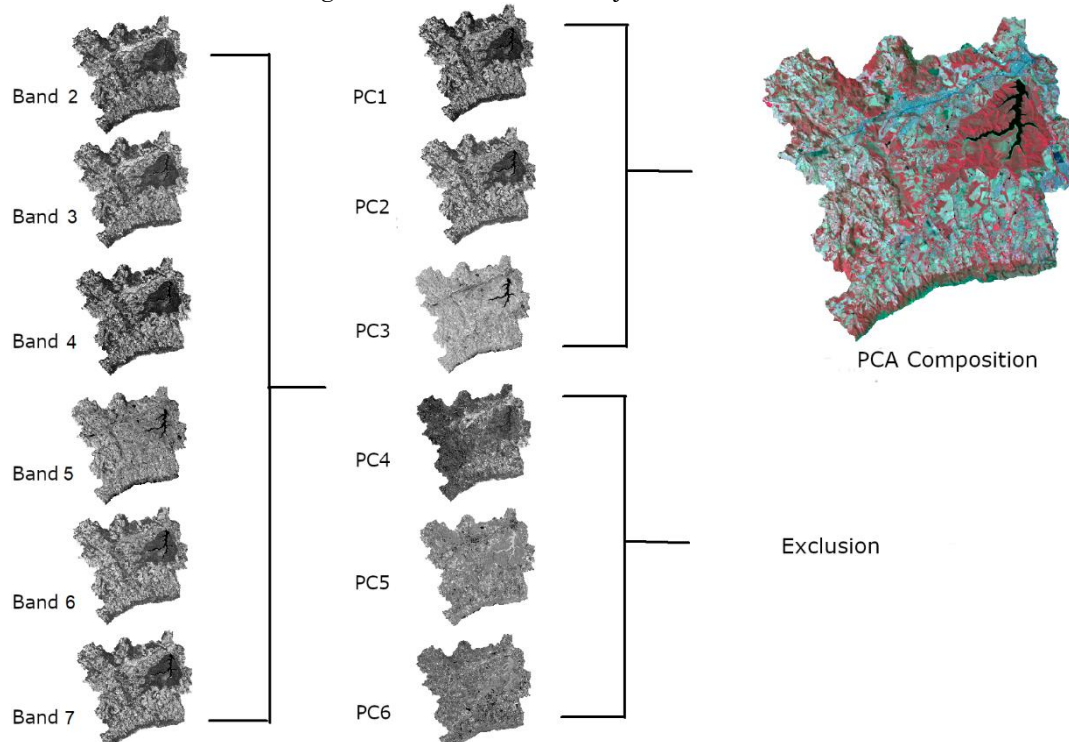 Band 2
Band 3
Band 4
Band 5
Band 6
Band 7
PC1
PC2
PC3
PC4
PC5
PC6
PCA Composition
Exclusion